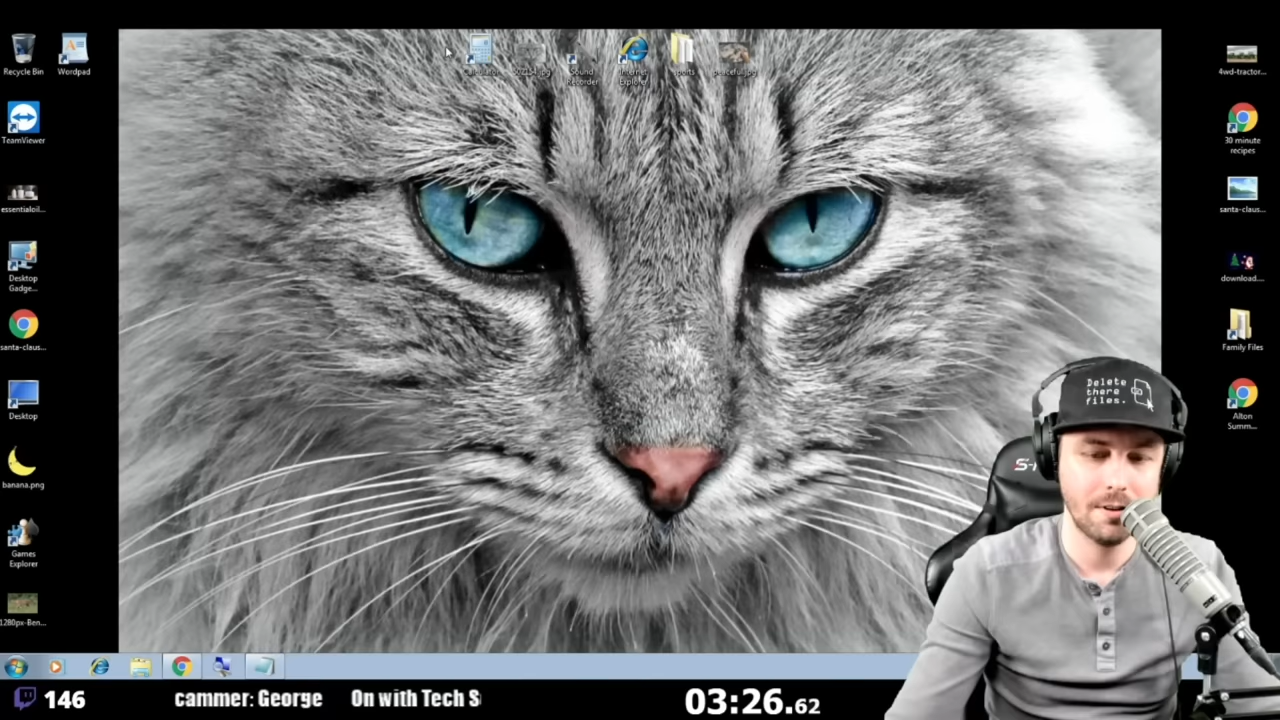 Recycle Bin
Wordpad
TeamViewer
essentialoil...
Desktop
Gadge...
santa-claus...
Desktop
banana.png
Games
Explorer
1280px-Ben...
Calculator
Sound
Recorder
Internet
Explorer
peaceful.jpg
4wd-tractor...
30 minute
recipes
santa-claus...
download....
Family Files
Alton
Summ...
Delete
there
files.
146
cammer: George On with Tech S
03:26.62